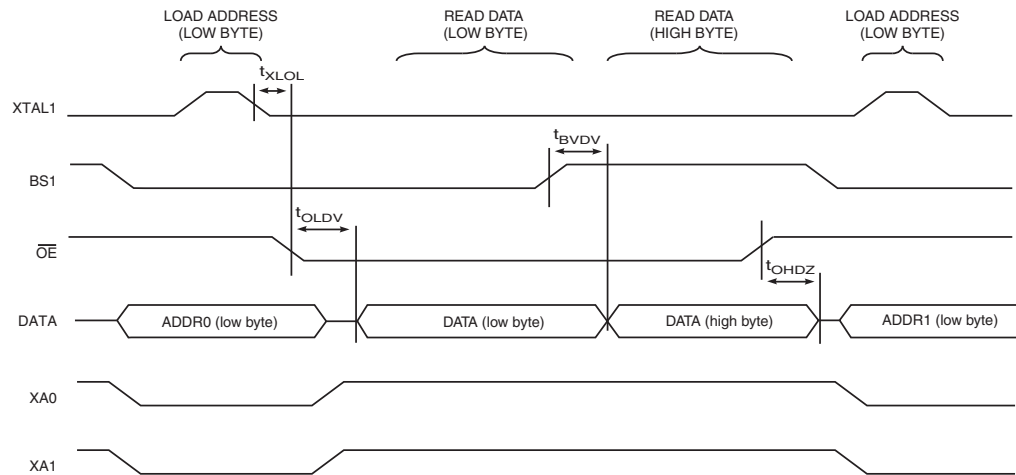 LOAD ADDRESS
(LOW BYTE)
READ DATA
(LOW BYTE)
READ DATA
(HIGH BYTE)
LOAD ADDRESS
(LOW BYTE)
tXLOL
XTAL1
tBVDV
BS1
tOLDV
OE
tOHDZ
DATA
ADDR0 (low byte)
DATA (low byte)
DATA (high byte)
ADDR1 (low byte)
XA0
XA1